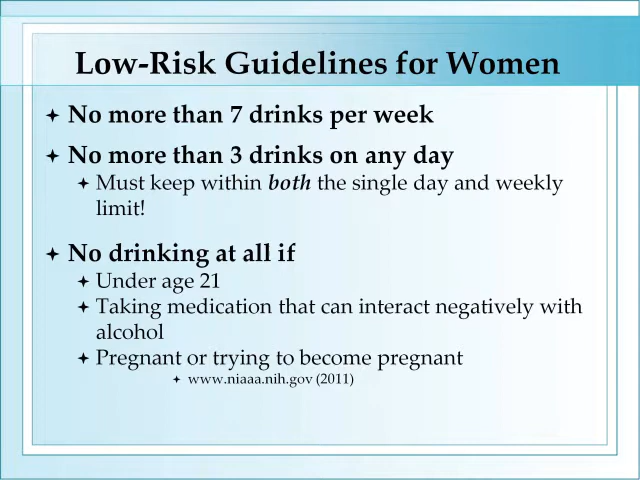 Low-Risk Guidelines for Women
No more than 7 drinks per week
No more than 3 drinks on any day
Must keep within both the single day and weekly
limit!
No drinking at all if
Under age 21
Taking medication that can interact negatively with
alcohol
Pregnant or trying to become pregnant
www.niaaa.nih.gov (2011)